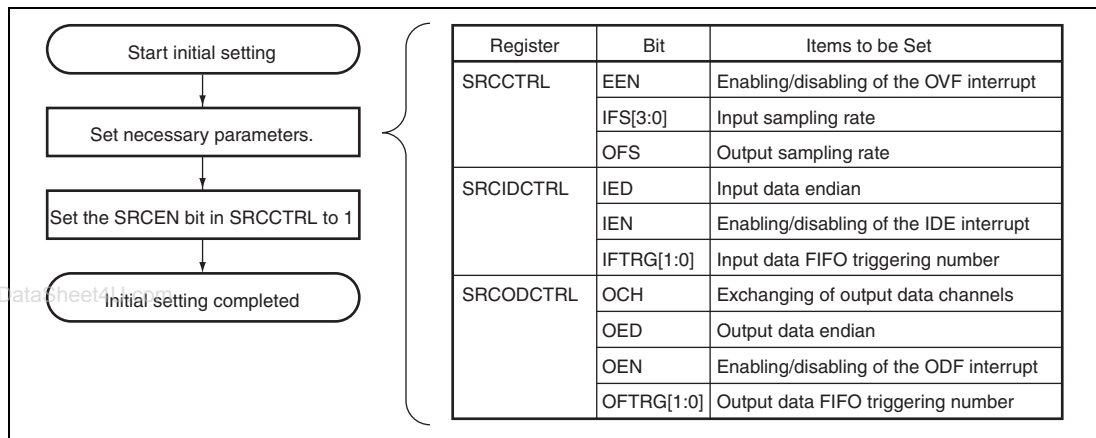 Start initial setting
Set necessary parameters.
Set the SRCEN bit in SRCCTRL to 1
Initial setting completed
DataSheet4U.com
Register Bit Items to be Set
SRCCTRL EEN Enabling/disabling of the OVF interrupt
IFS[3:0] Input sampling rate
OFS Output sampling rate
SRCIDCTRL IED Input data endian
IEN Enabling/disabling of the IDE interrupt
IFTRG[1:0] Input data FIFO triggering number
SRCODCTRL OCH Exchanging of output data channels
OED Output data endian
OEN Enabling/disabling of the ODF interrupt
OFTRG[1:0] Output data FIFO triggering number